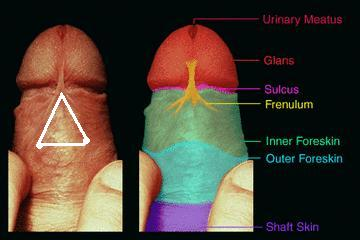 Urinary Meatus
Glans
Sulcus
Frenulum
Inner Foreskin
Outer Foreskin
Shaft Skin